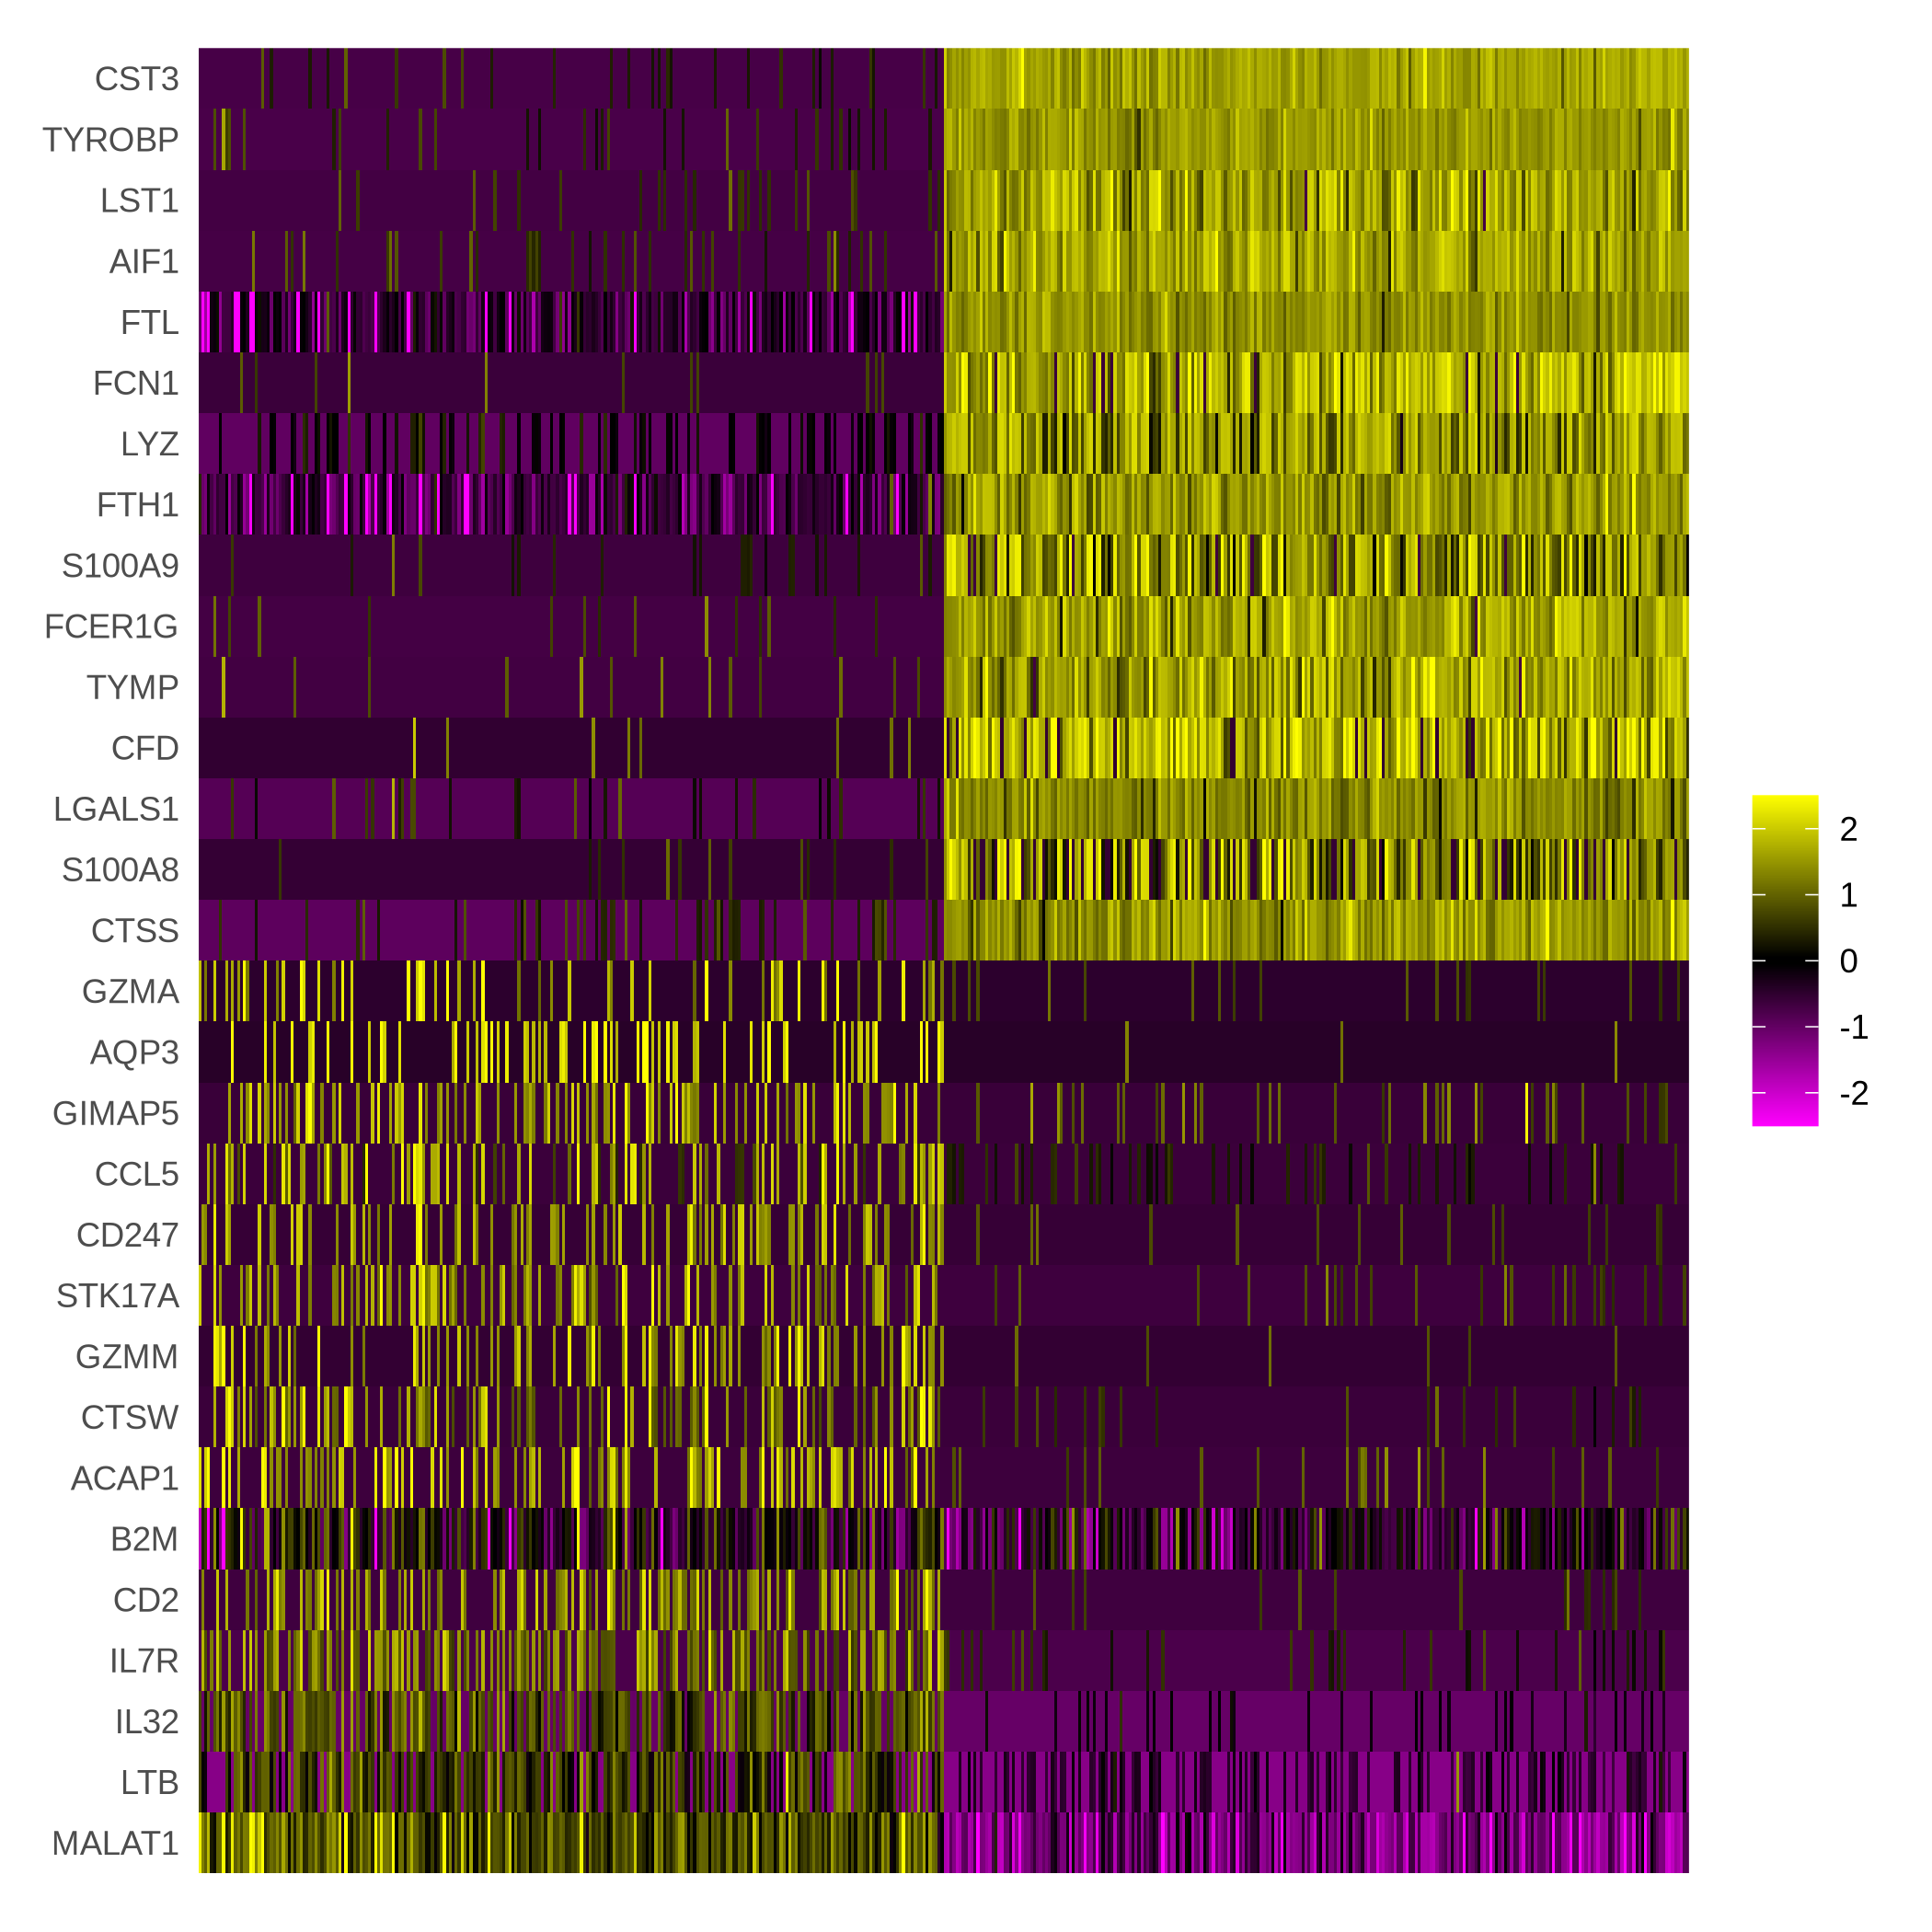 CST3
TYROBP
LST1
AIF1
FTL
FCN1
LYZ
FTH1
S100A9
FCER1G
TYMP
CFD
LGALS1
S100A8
CTSS
GZMA
AQP3
GIMAP5
CCL5
CD247
STK17A
GZMM
CTSW
ACAP1
B2M
CD2
IL7R
IL32
LTB
MALAT1
2
1
0
-1
-2